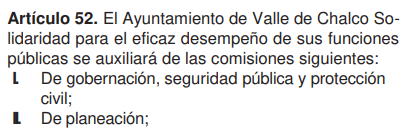 Artículo 52. El Ayuntamiento de Valle de Chalco So-
lidaridad para el eficaz desempeño de sus funciones
públicas se auxiliará de las comisiones siguientes:
I. De gobernación, seguridad pública y protección
civil;
II. De planeación;